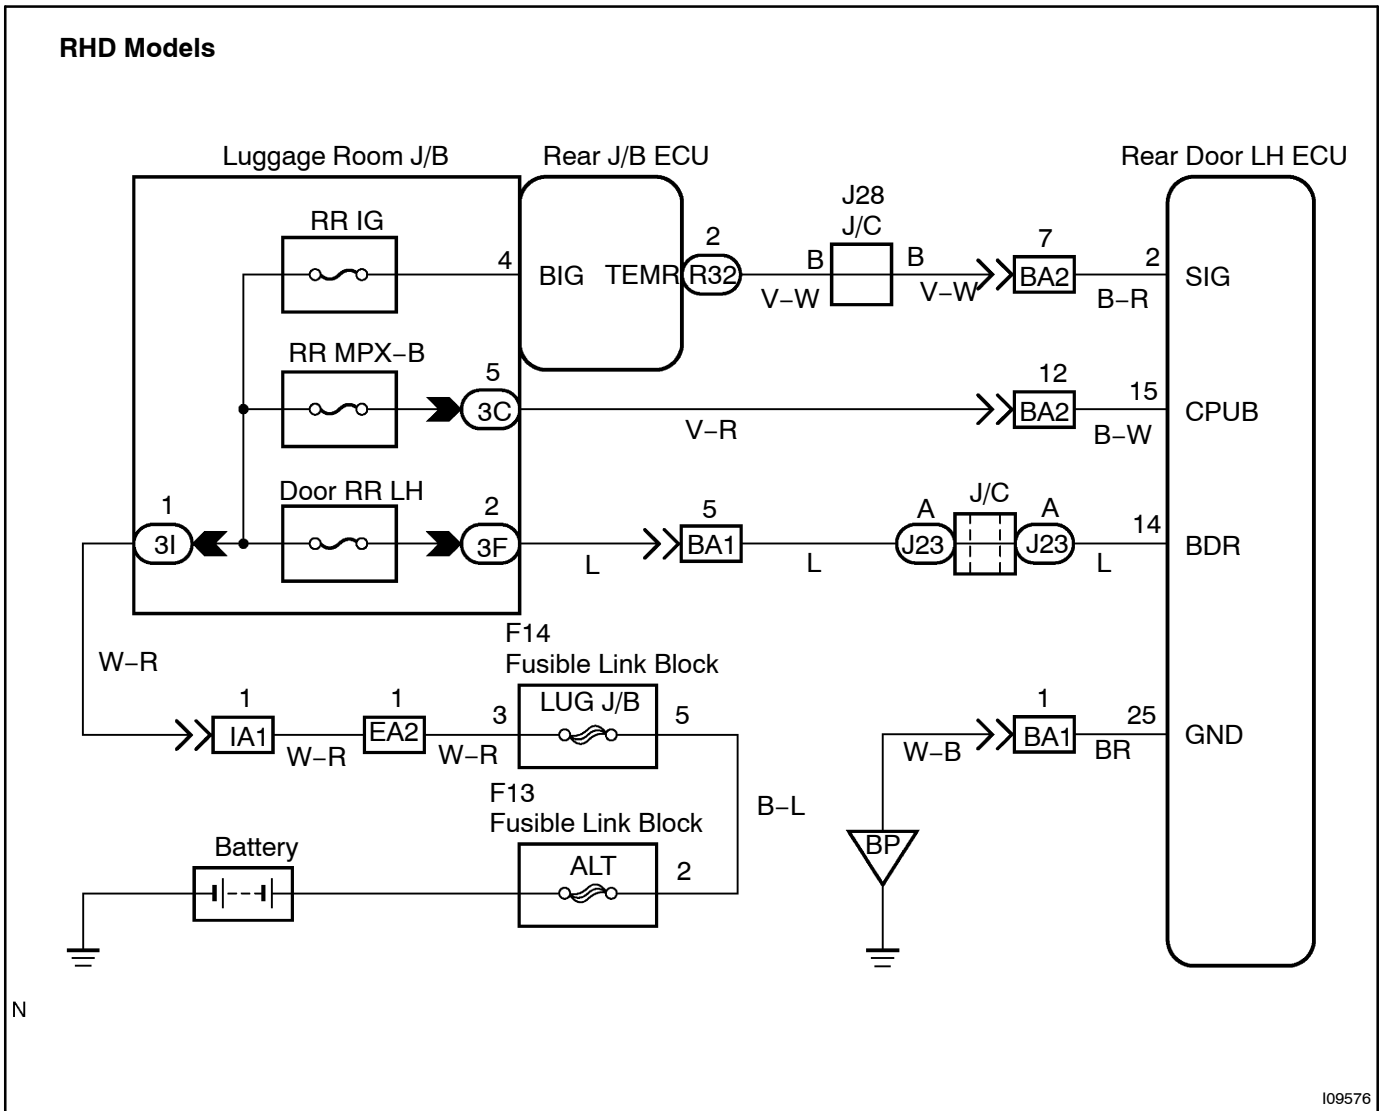 RHD Models
Luggage Room J/B
Rear J/B ECU
Rear Door LH ECU
J28
J/C
RR IG
4
BIG
TEMR
2
R32
B
V−W
B
V−W
7
BA2
2
B−R
SIG
RR MPX−B
5
3C
V−R
12
BA2
15
B−W
CPUB
Door RR LH
1
3I
2
3F
L
5
BA1
L
A
J23
J/C
A
J23
L
14
BDR
W−R
F14
Fusible Link Block
LUG J/B
1
IA1
W−R
1
EA2
W−R
3
5
B−L
W−B
1
BA1
25
BR
GND
F13
Fusible Link Block
ALT
2
Battery
BP
N
I09576